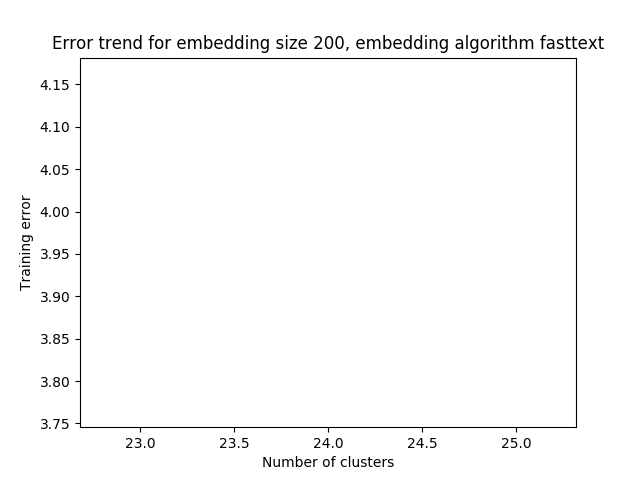 Error trend for embedding size 200, embedding algorithm fasttext
4.15
4.10
4.05
4.00
3.95
3.90
3.85
3.80
3.75
Training error
23.0 23.5 24.0 24.5 25.0
Number of clusters